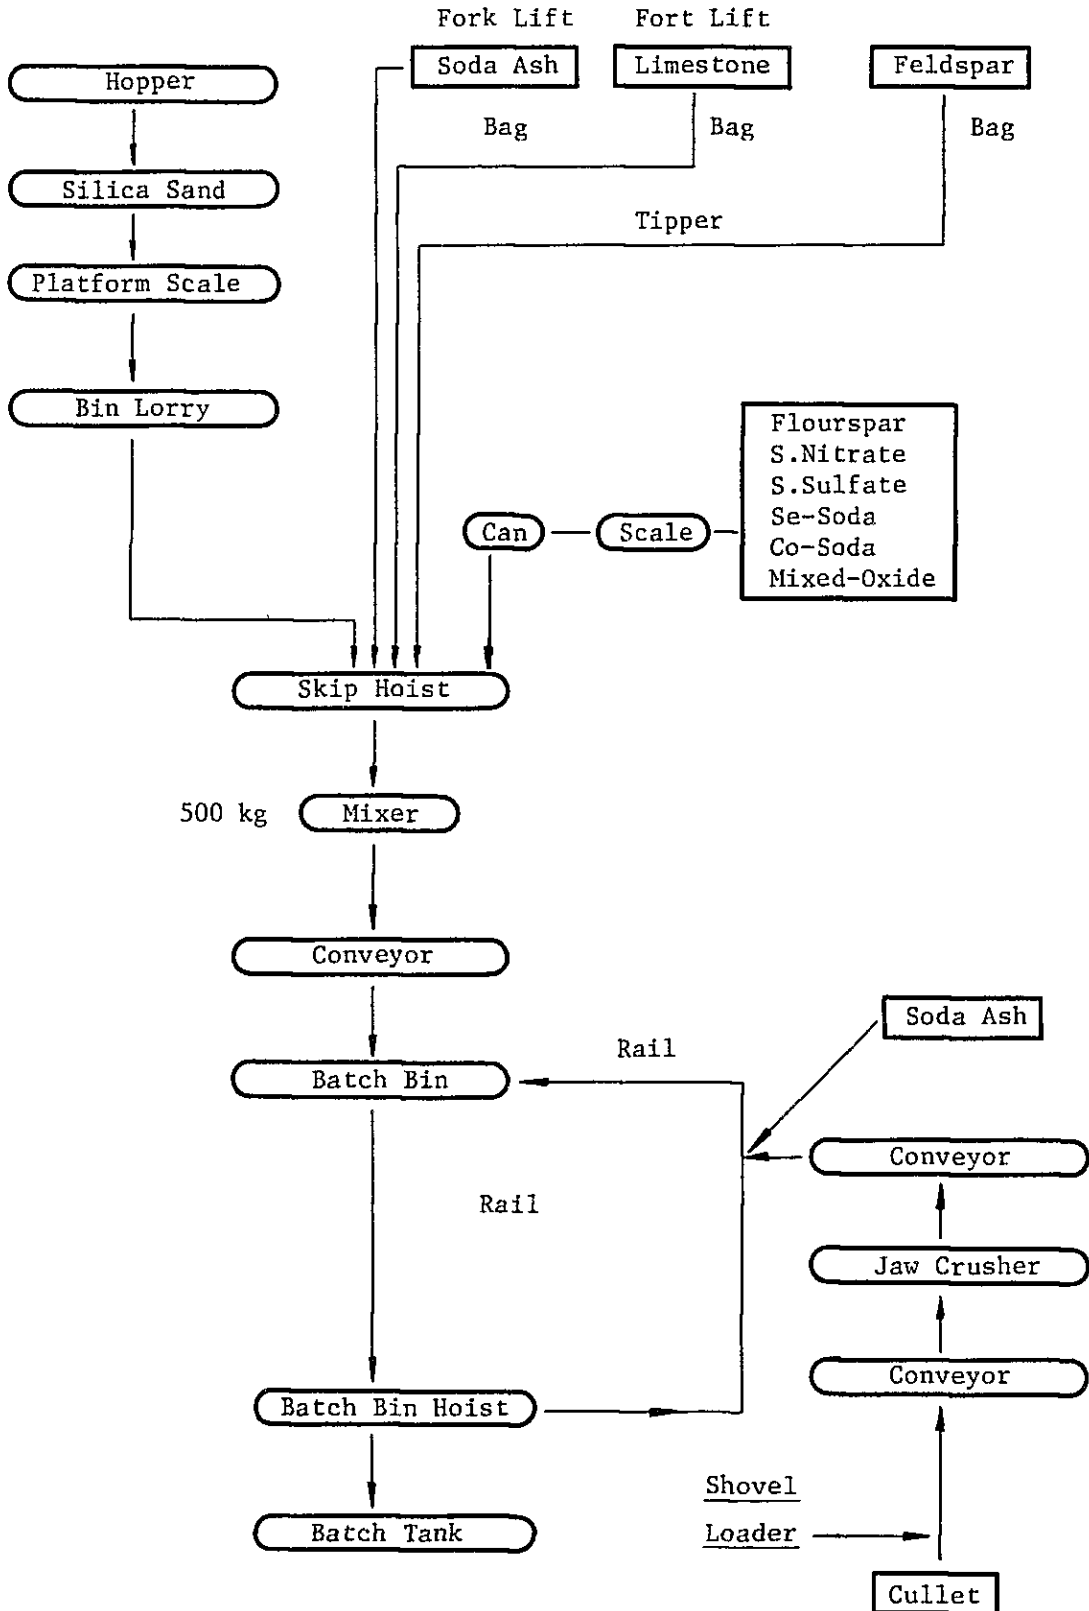 Fork Lift
Fort Lift
Hopper
Soda Ash
Limestone
Feldspar
Bag
Bag
Bag
Silica Sand
Tipper
Platform Scale
Bin Lorry
Flourspar
S.Nitrate
S.Sulfate
Se-Soda
Co-Soda
Mixed-Oxide
Can
Scale
Skip Hoist
500 kg
Mixer
Conveyor
Soda Ash
Rail
Batch Bin
Conveyor
Rail
Jaw Crusher
Conveyor
Batch Bin Hoist
Shovel
Loader
Batch Tank
Cullet